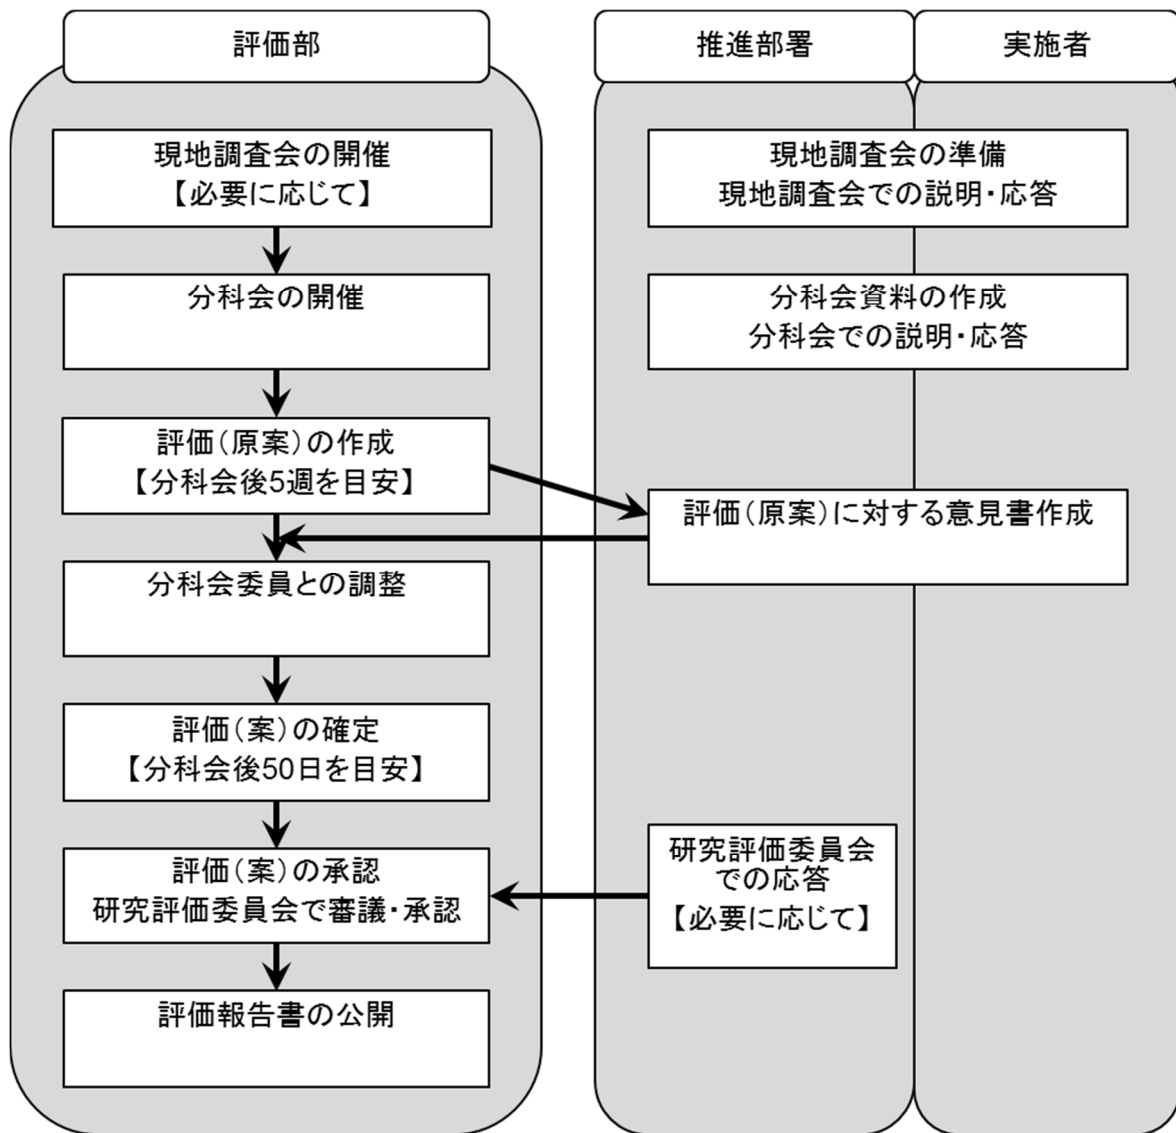 評価部
推進部署
実施者
現地調査会の開催
【必要に応じて】
現地調査会の準備
現地調査会での説明・応答
分科会の開催
分科会資料の作成
分科会での説明・応答
評価(原案)の作成
【分科会後5週を目安】
評価(原案)に対する意見書作成
分科会委員との調整
評価(案)の確定
【分科会後50日を目安】
評価(案)の承認
研究評価委員会で審議・承認
研究評価委員会
での応答
【必要に応じて】
評価報告書の公開